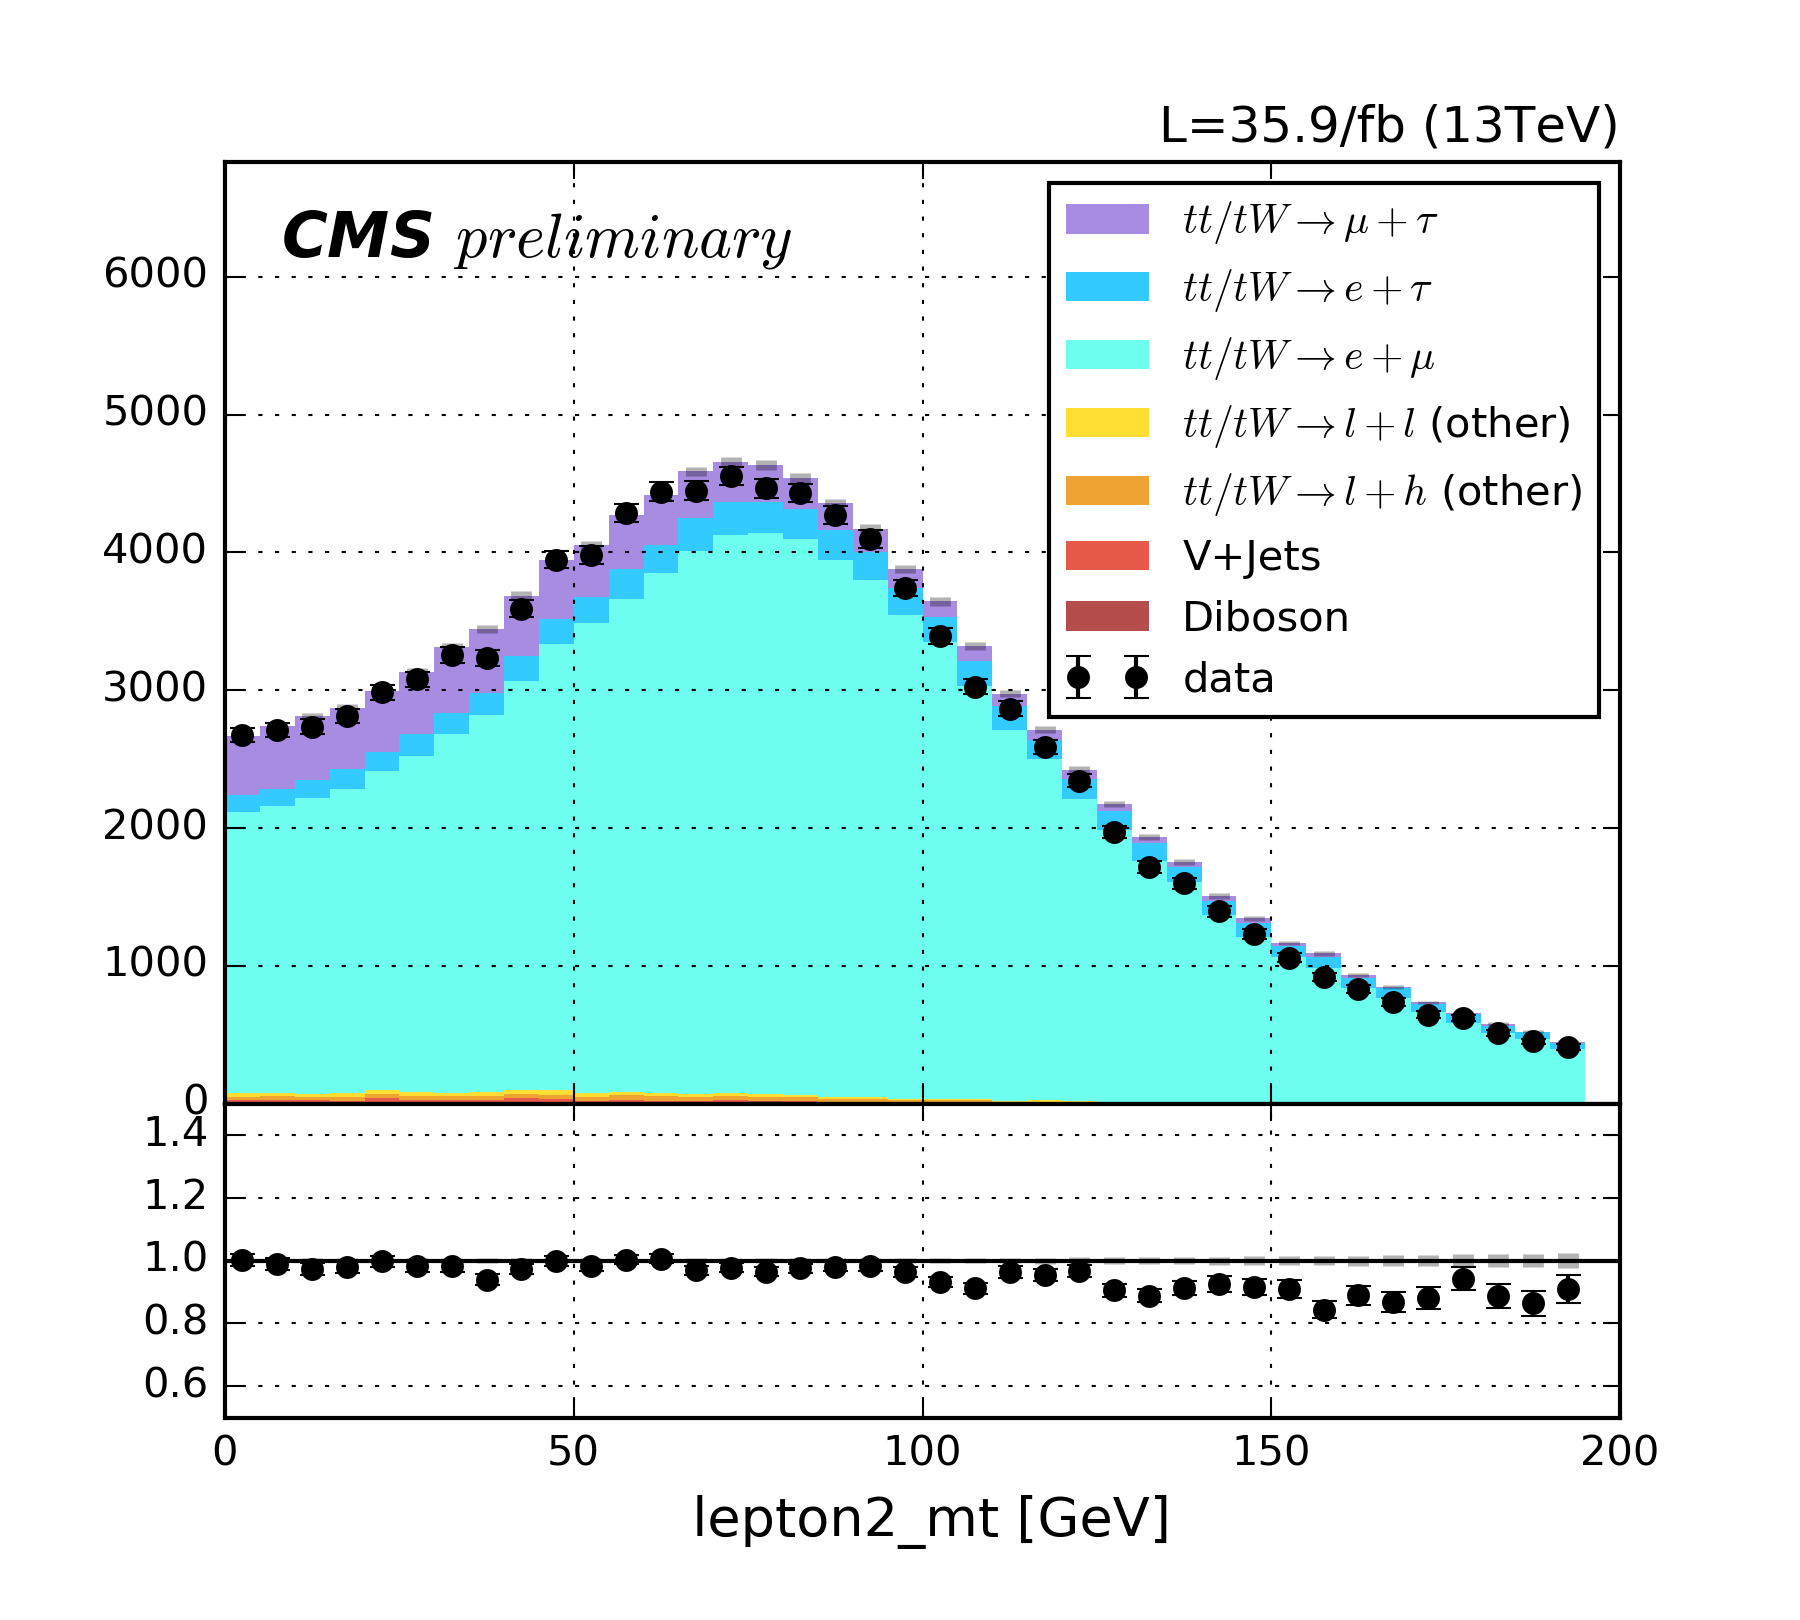 L=35.9/fb (13TeV)
CMS preliminary
tt/tW → μ + τ
tt/tW → e + τ
tt/tW → e + μ
tt/tW → l + l (other)
tt/tW → l + h (other)
V+Jets
Diboson
data
6000
5000
4000
3000
2000
1000
0
1.4
1.2
1.0
0.8
0.6
0 50 100 150 200
lepton2_mt [GeV]